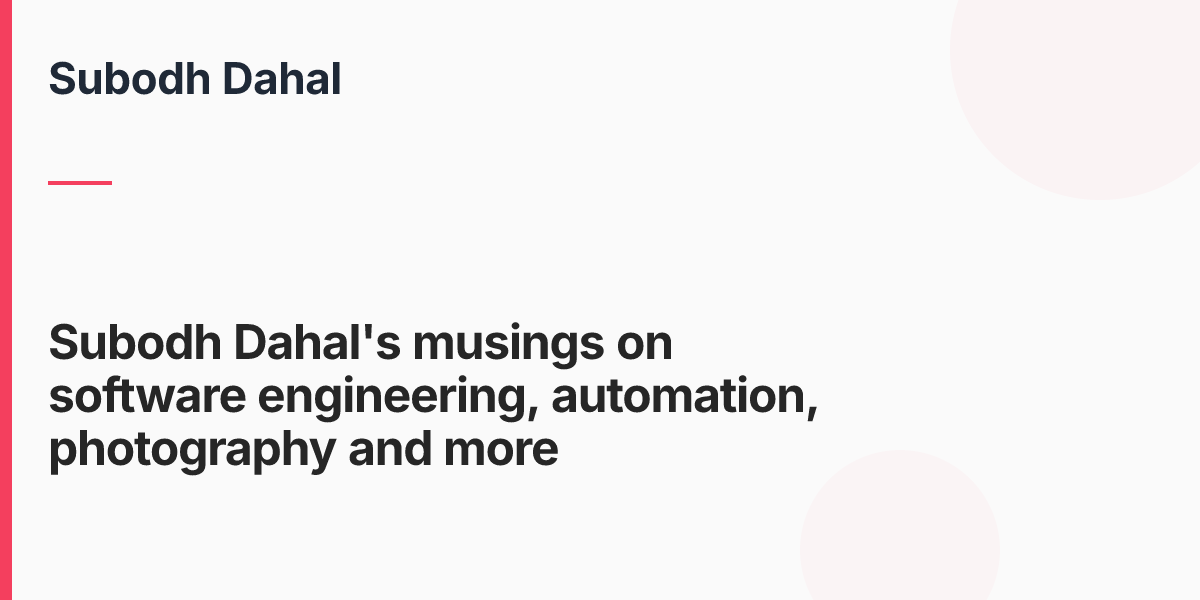 Subodh Dahal
Subodh Dahal's musings on
software engineering, automation,
photography and more